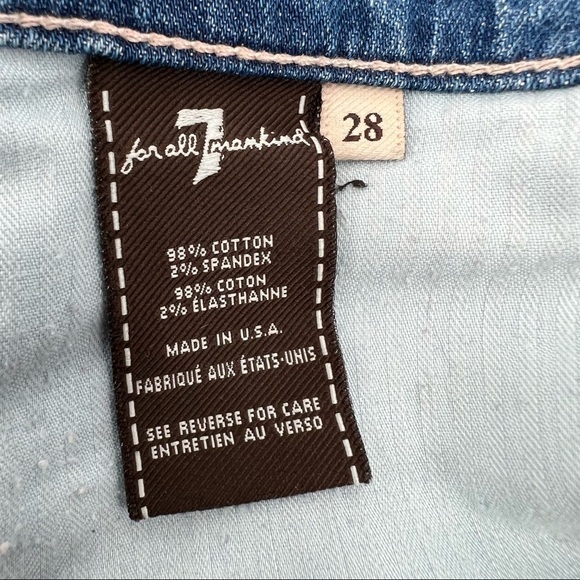 for all 7 mankind
28
98% COTTON
2% SPANDEX
98% COTON
2% ÉLASTHANNE
MADE IN U.S.A.
FABRIQUÉ AUX ÉTATS-UNIS
SEE REVERSE FOR CARE
ENTRETIEN AU VERSO